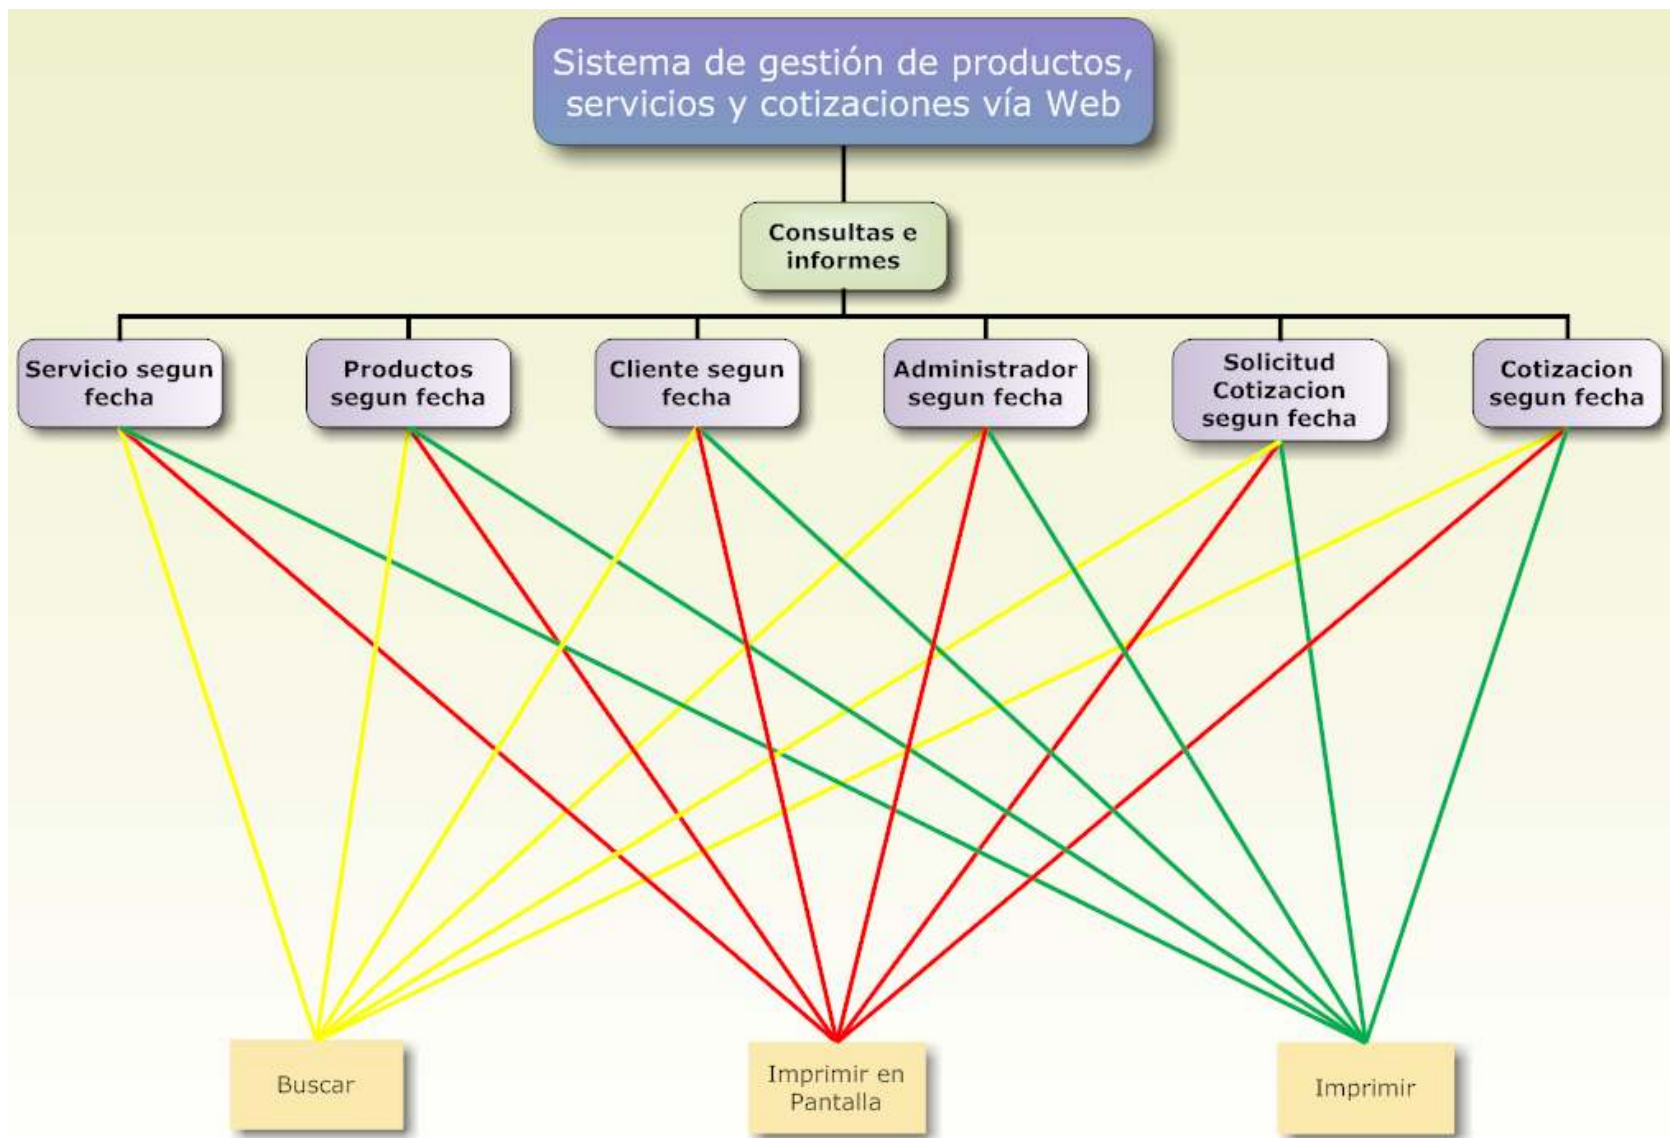 Sistema de gestión de productos,
servicios y cotizaciones vía Web
Consultas e
informes
Servicio segun
fecha
Productos
segun fecha
Cliente segun
fecha
Administrador
segun fecha
Solicitud
Cotizacion
segun fecha
Cotizacion
segun fecha
Buscar
Imprimir en
Pantalla
Imprimir